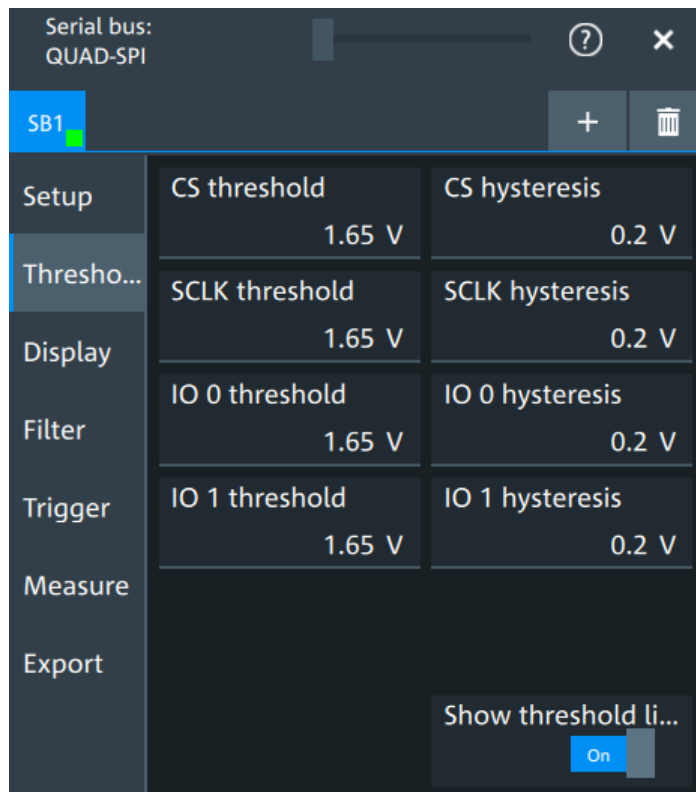 Serial bus:
QUAD-SPI
SB1
Setup
Thresho...
Display
Filter
Trigger
Measure
Export
CS threshold
1.65 V
CS hysteresis
0.2 V
SCLK threshold
1.65 V
SCLK hysteresis
0.2 V
IO 0 threshold
1.65 V
IO 0 hysteresis
0.2 V
IO 1 threshold
1.65 V
IO 1 hysteresis
0.2 V
Show threshold li...
On